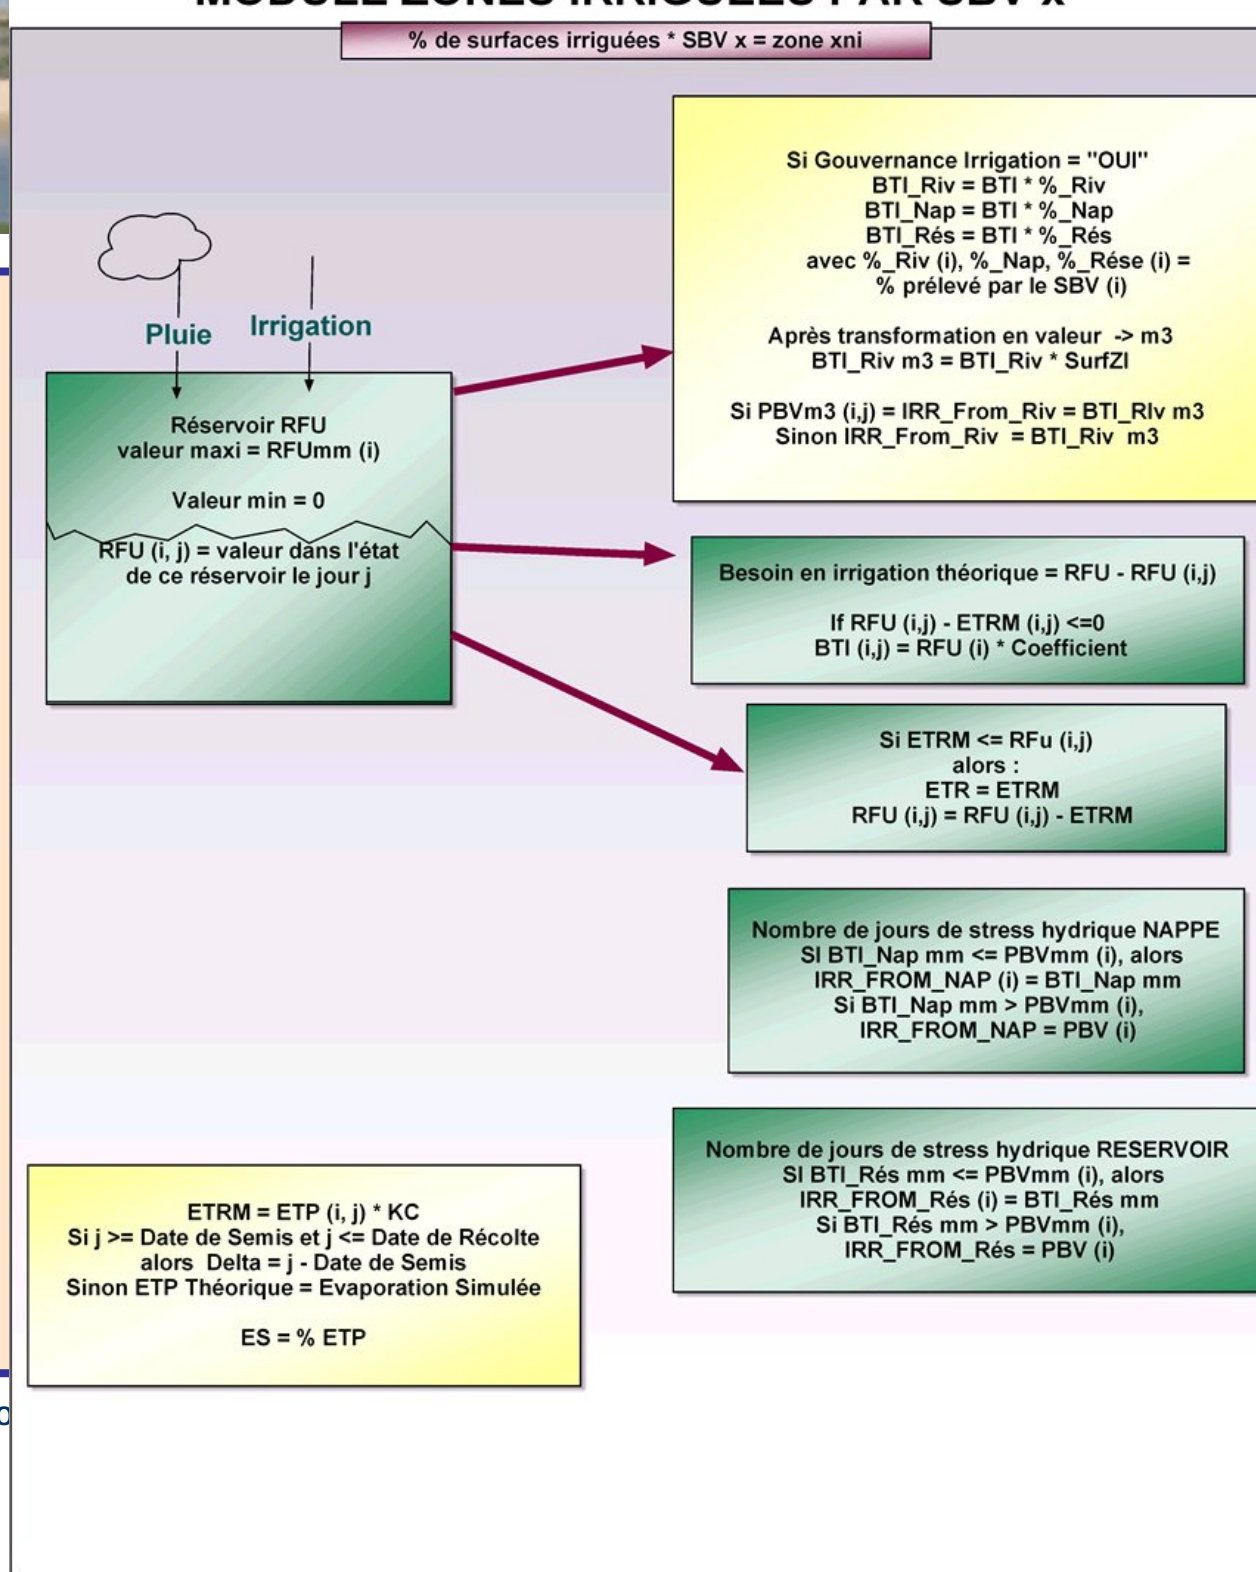 MODULE ZONES IRRIGUEES PAR SBV x
% de surfaces irriguées * SBV x = zone xni
Si Gouvernance Irrigation = "OUI"
BTI_Riv = BTI * %_Riv
BTI_Nap = BTI * %_Nap
BTI_Rés = BTI * %_Rés
avec %_Riv (i), %_Nap, %_Rése (i) =
% prélevé par le SBV (i)
Après transformation en valeur -> m3
BTI_Riv m3 = BTI_Riv * SurfZI
Si PBVm3 (i,j) = IRR_From_Riv = BTI_RIv m3
Sinon IRR_From_Riv = BTI_Riv m3
Pluie
Irrigation
Réservoir RFU
valeur maxi = RFUmm (i)
Valeur min = 0
RFU (i, j) = valeur dans l'état
de ce réservoir le jour j
Besoin en irrigation théorique = RFU - RFU (i,j)
If RFU (i,j) - ETRM (i,j) <=0
BTI (i,j) = RFU (i) * Coefficient
Si ETRM <= RFu (i,j)
alors :
ETR = ETRM
RFU (i,j) = RFU (i,j) - ETRM
Nombre de jours de stress hydrique NAPPE
SI BTI_Nap mm <= PBVmm (i), alors
IRR_FROM_NAP (i) = BTI_Nap mm
Si BTI_Nap mm > PBVmm (i),
IRR_FROM_NAP = PBV (i)
Nombre de jours de stress hydrique RESERVOIR
SI BTI_Rés mm <= PBVmm (i), alors
IRR_FROM_Rés (i) = BTI_Rés mm
Si BTI_Rés mm > PBVmm (i),
IRR_FROM_Rés = PBV (i)
ETRM = ETP (i, j) * KC
Si j >= Date de Semis et j <= Date de Récolte
alors Delta = j - Date de Semis
Sinon ETP Théorique = Evaporation Simulée
ES = % ETP